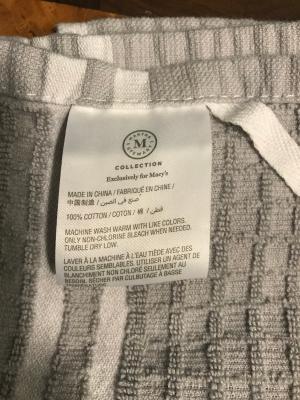 MARTHA
M
STEWART
COLLECTION
Exclusively for Macy's
MADE IN CHINA / FABRIQUÉ EN CHINE /
中国制造 / صنع في الصين /
100% COTTON / COTON / 棉 / قطن /
MACHINE WASH WARM WITH LIKE COLORS.
ONLY NON-CHLORINE BLEACH WHEN NEEDED.
TUMBLE DRY LOW.
LAVER À LA MACHINE À L'EAU TIÈDE AVEC DES
COULEURS SEMBLABLES. UTILISER UN AGENT DE
BLANCHIMENT NON CHLORÉ SEULEMENT AU
BESOIN. SÉCHER PAR CULBUTAGE À BASSE